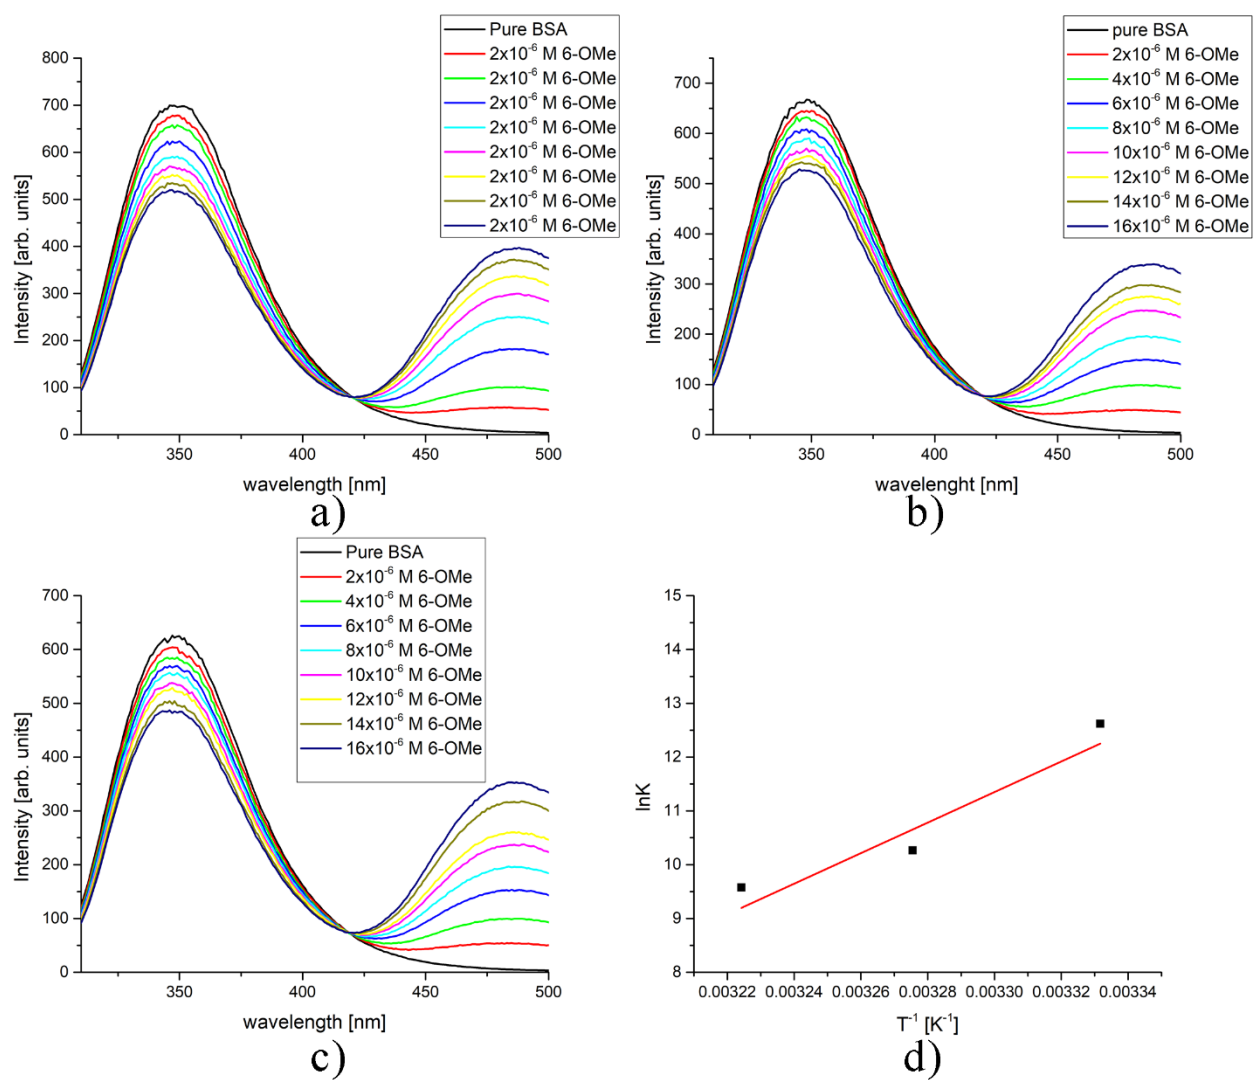 Pure BSA
2x10⁻⁶ M 6-OMe
2x10⁻⁶ M 6-OMe
2x10⁻⁶ M 6-OMe
2x10⁻⁶ M 6-OMe
2x10⁻⁶ M 6-OMe
2x10⁻⁶ M 6-OMe
2x10⁻⁶ M 6-OMe
2x10⁻⁶ M 6-OMe
800
700
600
500
400
300
200
100
0
Intensity [arb. units]
350
400
450
500
wavelength [nm]
a)
pure BSA
2x10⁻⁶ M 6-OMe
4x10⁻⁶ M 6-OMe
6x10⁻⁶ M 6-OMe
8x10⁻⁶ M 6-OMe
10x10⁻⁶ M 6-OMe
12x10⁻⁶ M 6-OMe
14x10⁻⁶ M 6-OMe
16x10⁻⁶ M 6-OMe
700
600
500
400
300
200
100
0
Intensity [arb. units]
350
400
450
500
wavelenght [nm]
b)
Pure BSA
2x10⁻⁶ M 6-OMe
4x10⁻⁶ M 6-OMe
6x10⁻⁶ M 6-OMe
8x10⁻⁶ M 6-OMe
10x10⁻⁶ M 6-OMe
12x10⁻⁶ M 6-OMe
14x10⁻⁶ M 6-OMe
16x10⁻⁶ M 6-OMe
700
600
500
400
300
200
100
0
Intensity [arb. units]
350
400
450
500
wavelength [nm]
c)
15
14
13
12
11
10
9
8
lnK
0.00322
0.00324
0.00326
0.00328
0.00330
0.00332
0.00334
T⁻¹ [K⁻¹]
d)